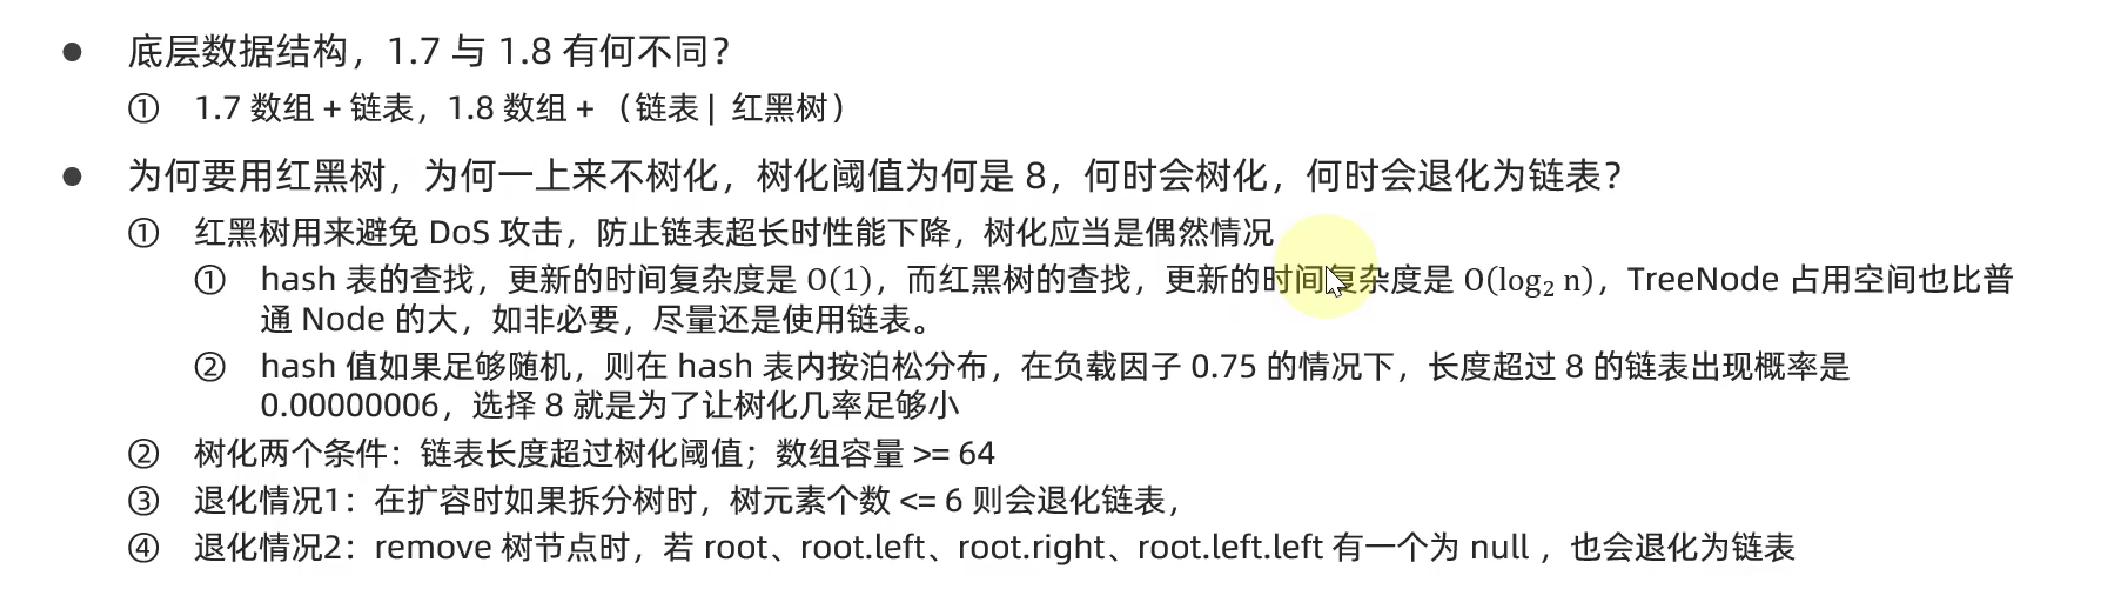 ● 底层数据结构，1.7 与 1.8 有何不同？
① 1.7 数组 + 链表，1.8 数组 + （链表 | 红黑树）
● 为何要用红黑树，为何一上来不树化，树化阈值为何是 8，何时会树化，何时会退化为链表？
① 红黑树用来避免 DoS 攻击，防止链表超长时性能下降，树化应当是偶然情况
① hash 表的查找，更新的时间复杂度是 O(1)，而红黑树的查找，更新的时间复杂度是 O(log₂ n)，TreeNode 占用空间也比普
通 Node 的大，如非必要，尽量还是使用链表。
② hash 值如果足够随机，则在 hash 表内按泊松分布，在负载因子 0.75 的情况下，长度超过 8 的链表出现概率是
0.00000006，选择 8 就是为了让树化几率足够小
② 树化两个条件：链表长度超过树化阈值；数组容量 >= 64
③ 退化情况1：在扩容时如果拆分树时，树元素个数 <= 6 则会退化链表，
④ 退化情况2：remove 树节点时，若 root、root.left、root.right、root.left.left 有一个为 null ，也会退化为链表